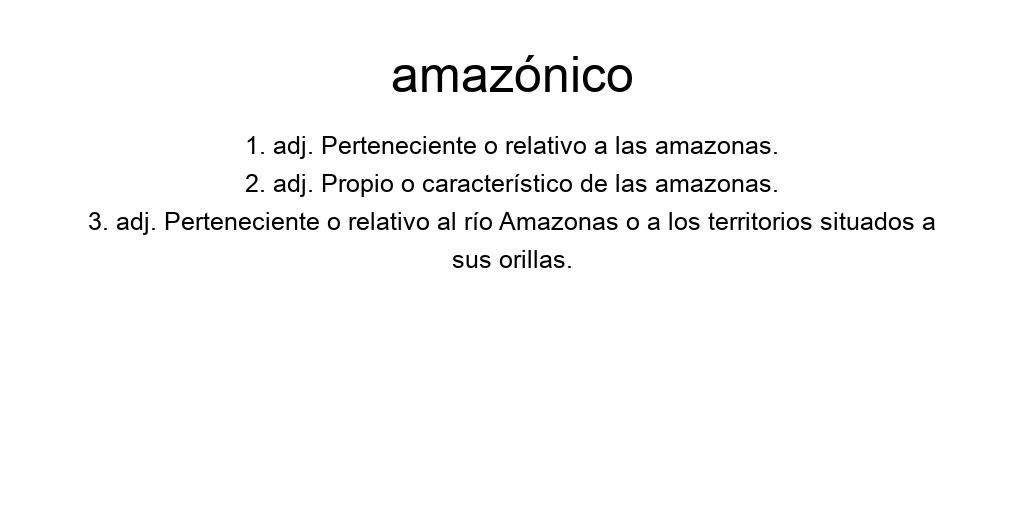 amazónico
1. adj. Perteneciente o relativo a las amazonas.
2. adj. Propio o característico de las amazonas.
3. adj. Perteneciente o relativo al río Amazonas o a los territorios situados a
sus orillas.